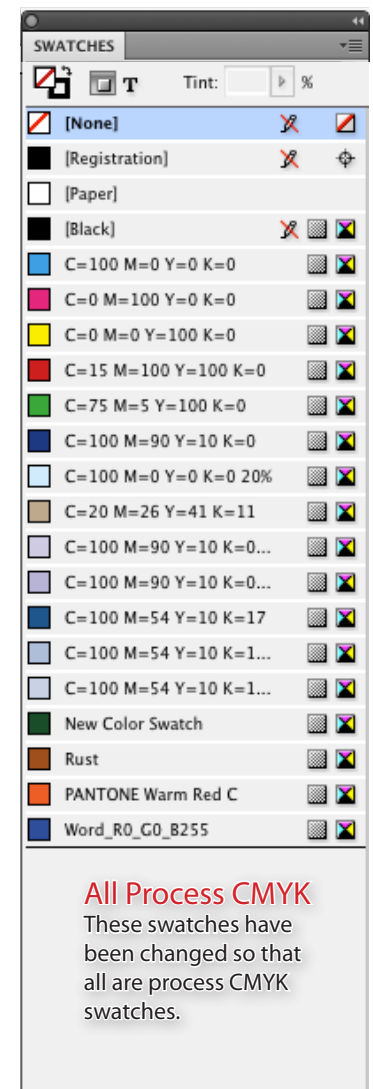 SWATCHES
T Tint: %
[None]
[Registration]
[Paper]
[Black]
C=100 M=0 Y=0 K=0
C=0 M=100 Y=0 K=0
C=0 M=0 Y=100 K=0
C=15 M=100 Y=100 K=0
C=75 M=5 Y=100 K=0
C=100 M=90 Y=10 K=0
C=100 M=0 Y=0 K=0 20%
C=20 M=26 Y=41 K=11
C=100 M=90 Y=10 K=0...
C=100 M=90 Y=10 K=0...
C=100 M=54 Y=10 K=17
C=100 M=54 Y=10 K=1...
C=100 M=54 Y=10 K=1...
New Color Swatch
Rust
PANTONE Warm Red C
Word_R0_G0_B255
All Process CMYK
These swatches have
been changed so that
all are process CMYK
swatches.